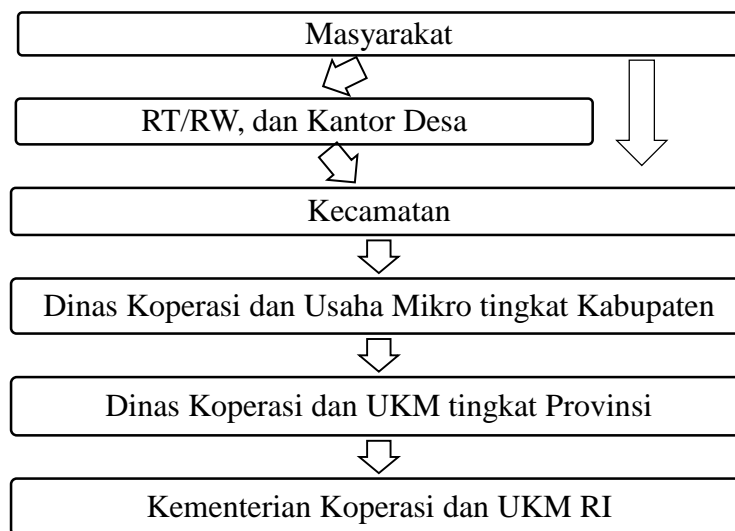 Masyarakat
RT/RW, dan Kantor Desa
Kecamatan
Dinas Koperasi dan Usaha Mikro tingkat Kabupaten
Dinas Koperasi dan UKM tingkat Provinsi
Kementerian Koperasi dan UKM RI